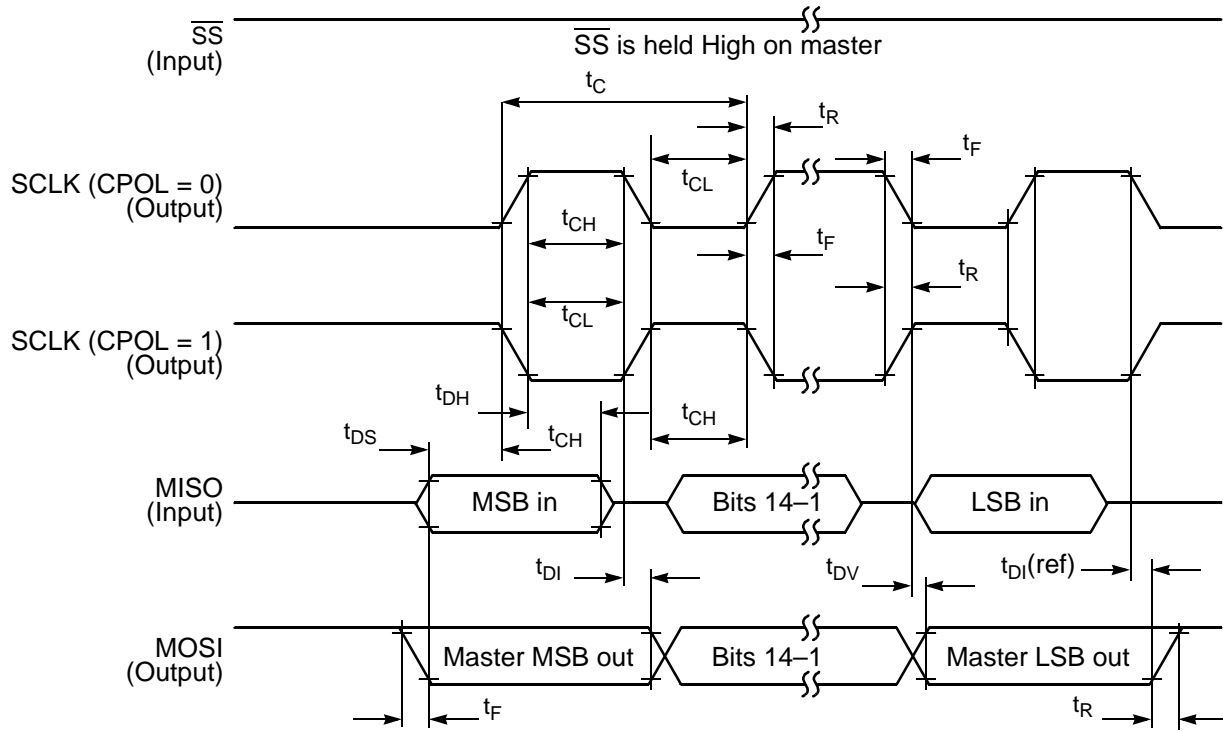 SS
(Input)
SS is held High on master
tC
tR
tF
SCLK (CPOL = 0)
(Output)
tCL
tCH
tF
tR
tCL
SCLK (CPOL = 1)
(Output)
tDH
tCH
tCH
tDS
MISO
(Input)
MSB in
Bits 14–1
LSB in
tDI
tDV
tDI(ref)
MOSI
(Output)
Master MSB out
Bits 14–1
Master LSB out
tF
tR